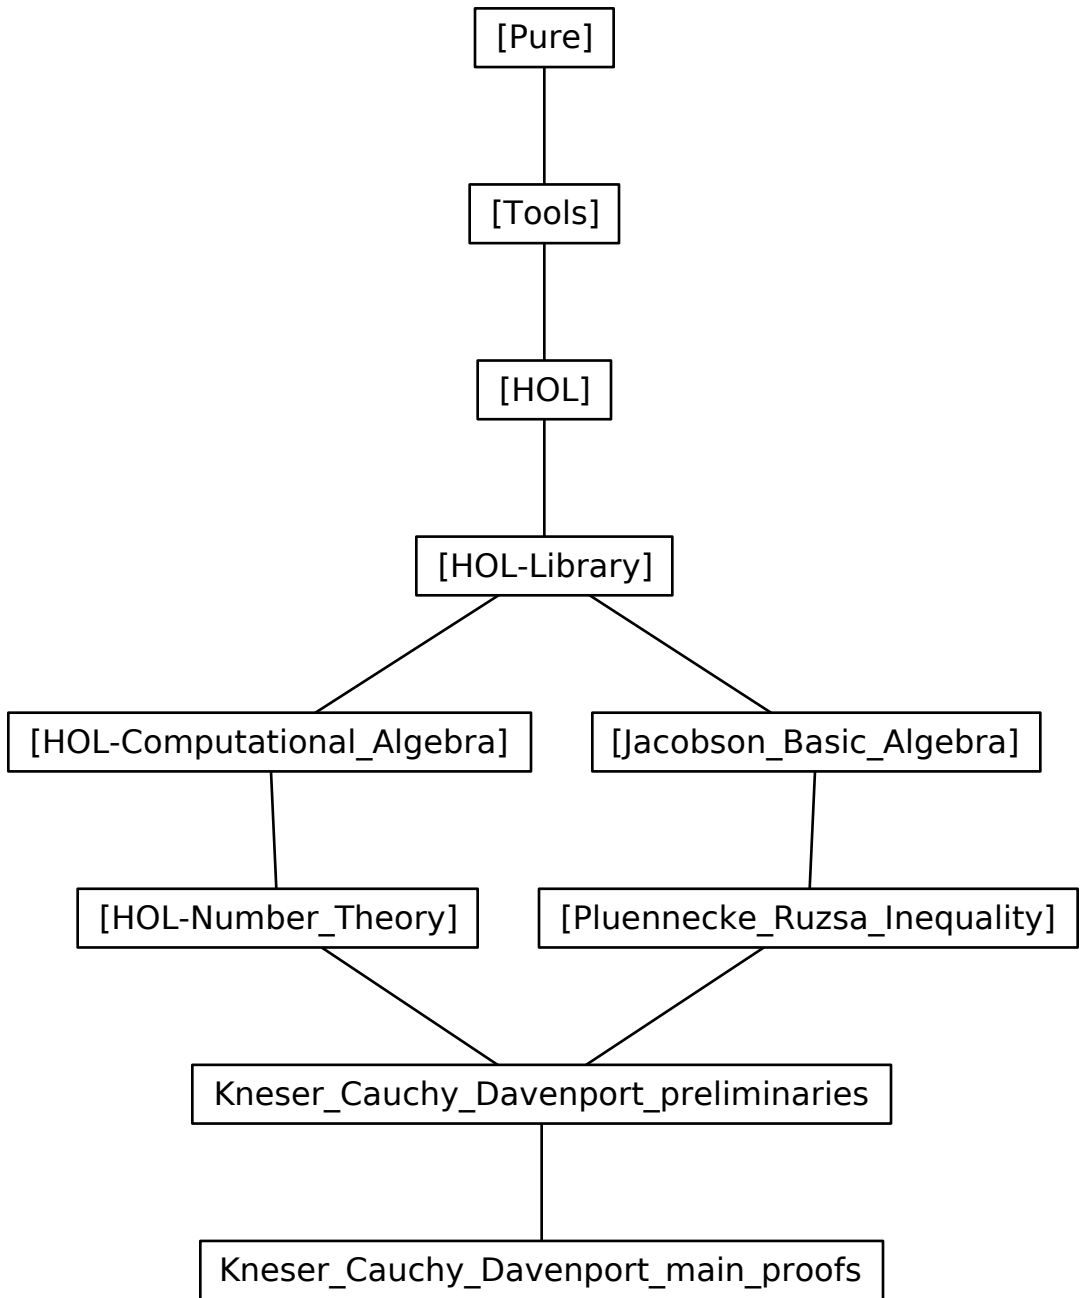 [Pure]
[Tools]
[HOL]
[HOL-Library]
[HOL-Computational_Algebra]
[Jacobson_Basic_Algebra]
[HOL-Number_Theory]
[Pluennecke_Ruzsa_Inequality]
Kneser_Cauchy_Davenport_preliminaries
Kneser_Cauchy_Davenport_main_proofs